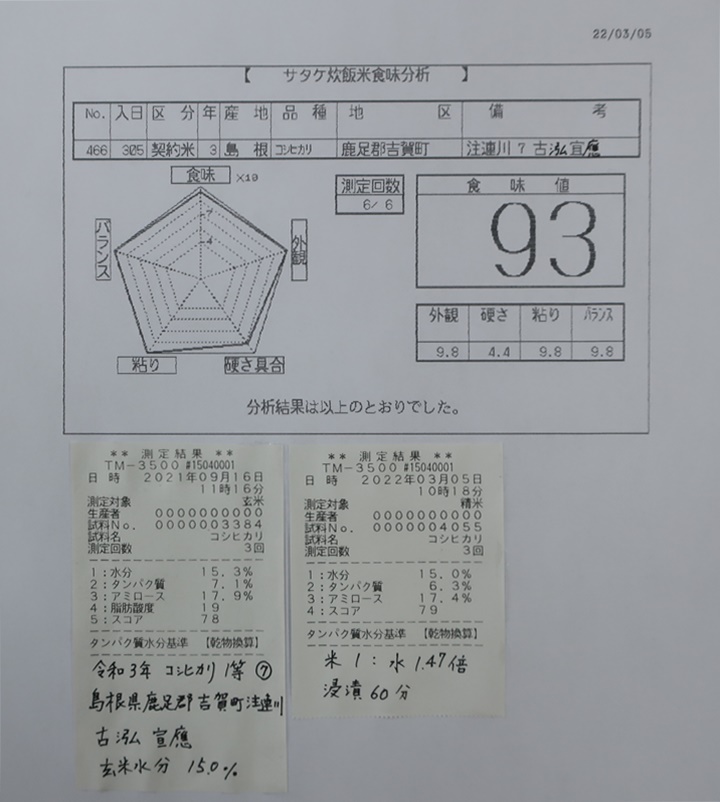 22/03/05
【 サタケ炊飯米食味分析 】
No. 入日 区分 年 産地 品種 地区 備考
466 305 契約米 3 島根 コシヒカリ 鹿足郡吉賀町 注連川 7 古泓宣應
食味 ×10
7
4
バランス
外観
粘り
硬さ具合
測定回数
6/ 6
食味値
93
外観 硬さ 粘り バランス
9.8 4.4 9.8 9.8
分析結果は以上のとおりでした。
** 測定結果 **
TM-3500 #15040001
日時 2021年09月16日
11時16分
測定対象 玄米
生産者 0000000000
試料No. 0000003384
試料名 コシヒカリ
測定回数 3回
1:水分 15.3%
2:タンパク質 7.1%
3:アミロース 17.9%
4:脂肪酸度 19
5:スコア 78
タンパク質水分基準 【乾物換算】
令和3年 コシヒカリ 1等 ⑦
島根県鹿足郡吉賀町注連川
古泓 宣應
玄米水分 15.0%
** 測定結果 **
TM-3500 #15040001
日時 2022年03月05日
10時18分
測定対象 精米
生産者 0000000000
試料No. 0000004055
試料名 コシヒカリ
測定回数 3回
1:水分 15.0%
2:タンパク質 6.3%
3:アミロース 17.4%
4:スコア 79
タンパク質水分基準 【乾物換算】
米1:水1.47倍
浸漬60分